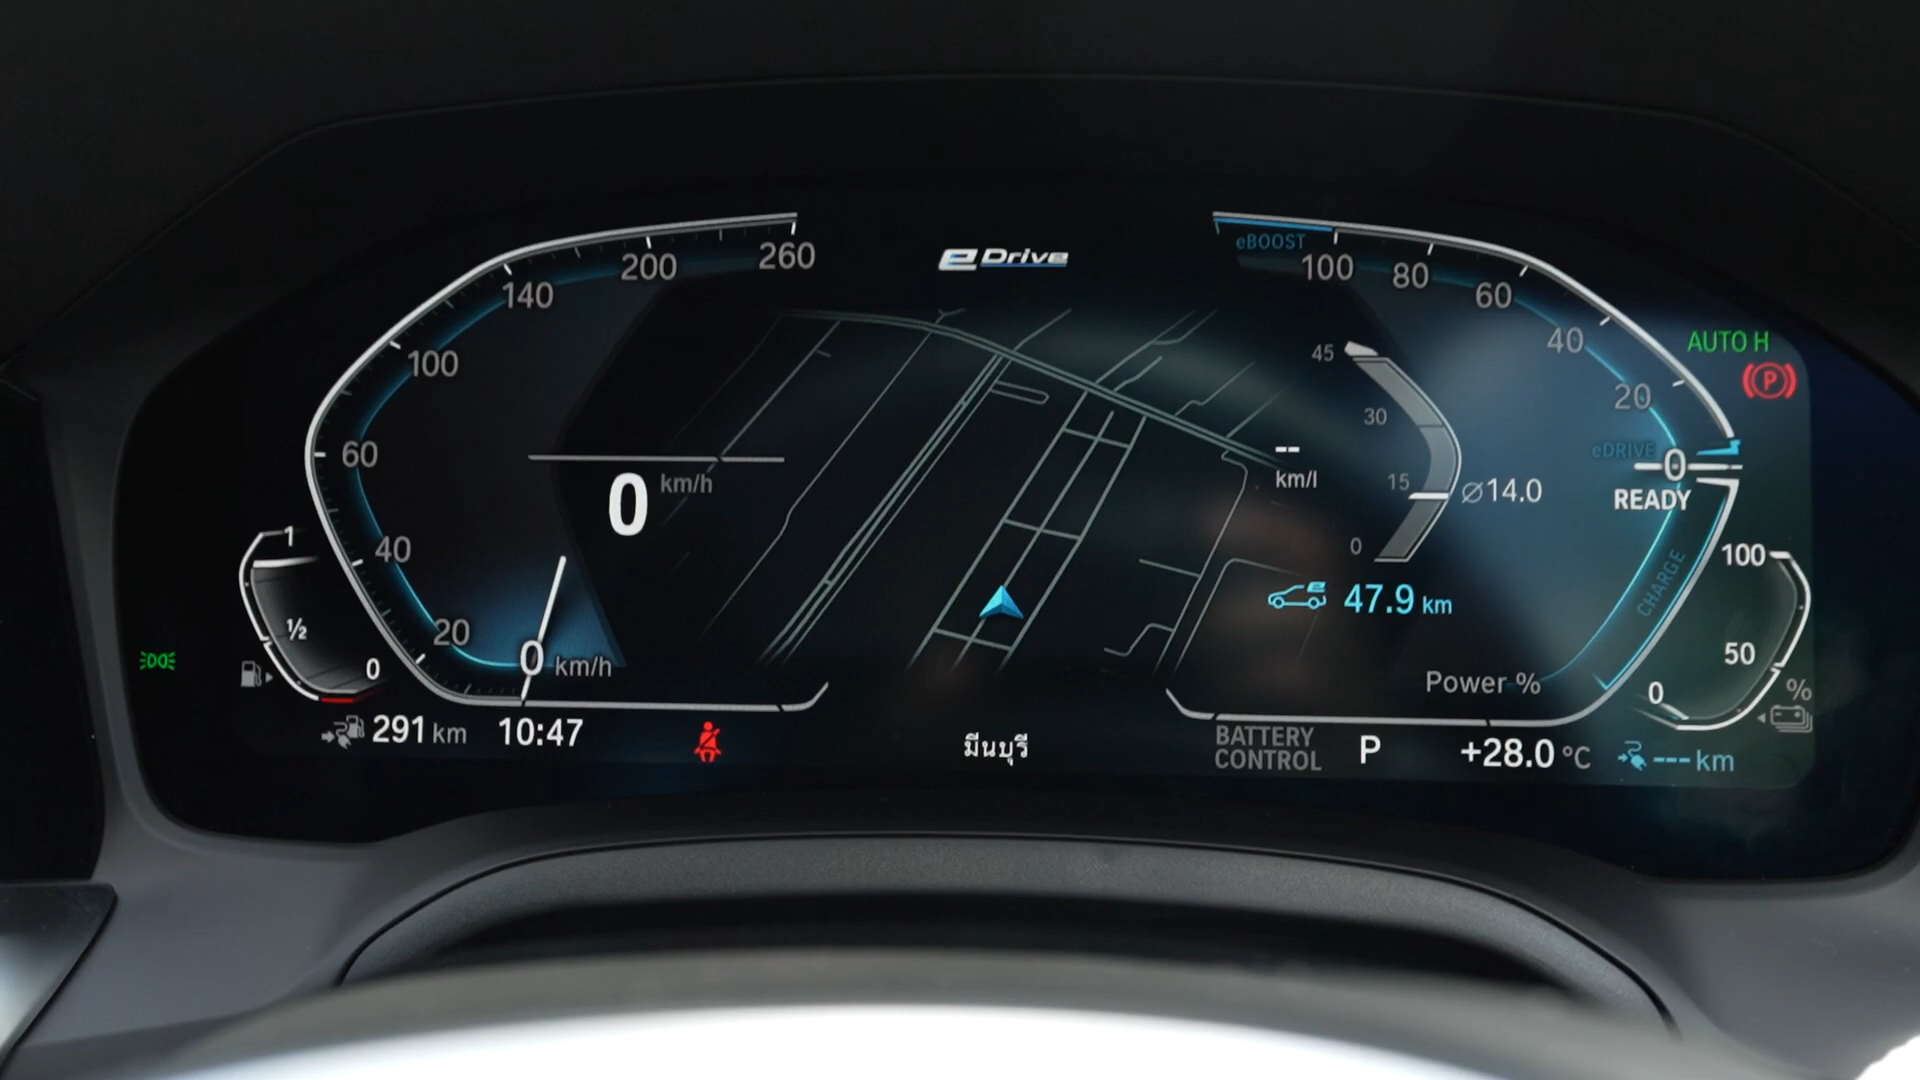 eDrive
260
200
140
100
60
40
20
0 km/h
0 km/h
1
½
0
291 km
10:47
มีนบุรี
eBOOST
100
80
60
40
20
eDRIVE
0
READY
CHARGE
Power %
45
30
15
0
--
km/l
⌀14.0
47.9 km
AUTO H
P
100
50
0
%
BATTERY
CONTROL
P
+28.0 °C
--- km